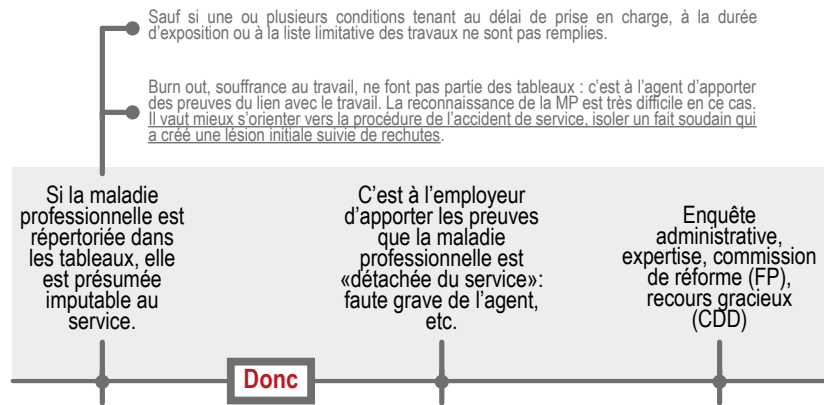 Sauf si une ou plusieurs conditions tenant au délai de prise en charge, à la durée
d’exposition ou à la liste limitative des travaux ne sont pas remplies.
Burn out, souffrance au travail, ne font pas partie des tableaux : c’est à l’agent d’apporter
des preuves du lien avec le travail. La reconnaissance de la MP est très difficile en ce cas.
Il vaut mieux s’orienter vers la procédure de l’accident de service, isoler un fait soudain qui
a créé une lésion initiale suivie de rechutes.
Si la maladie
professionnelle est
répertoriée dans
les tableaux, elle
est présumée
imputable au
service.
C’est à l’employeur
d’apporter les preuves
que la maladie
professionnelle est
«détachée du service»:
faute grave de l’agent,
etc.
Enquête
administrative,
expertise, commission
de réforme (FP),
recours gracieux
(CDD)
Donc